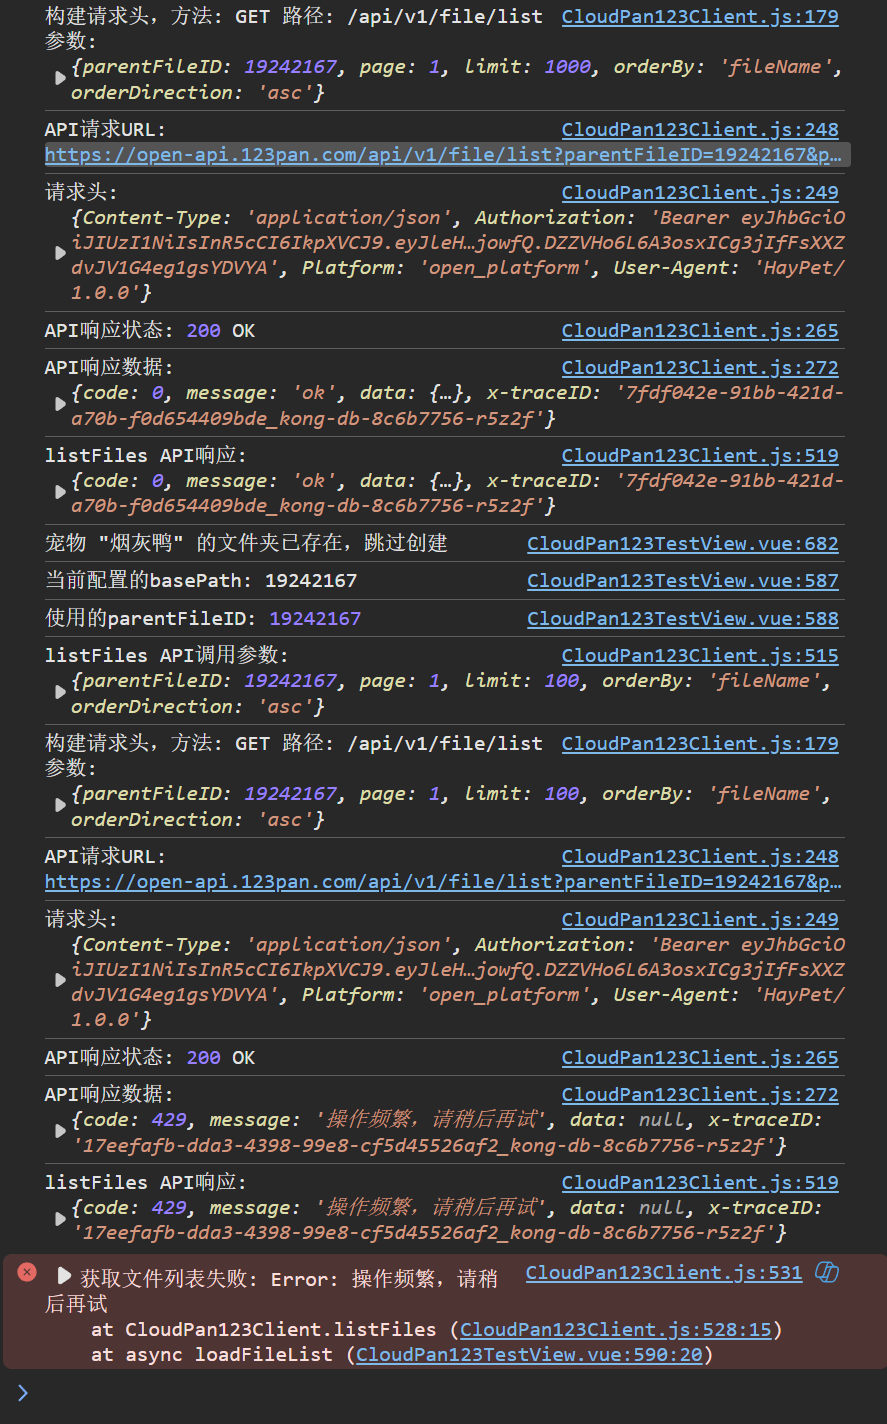 构建请求头，方法: GET 路径: /api/v1/file/list CloudPan123Client.js:179
参数:
{parentFileID: 19242167, page: 1, limit: 1000, orderBy: 'fileName',
orderDirection: 'asc'}
API请求URL: CloudPan123Client.js:248
https://open-api.123pan.com/api/v1/file/list?parentFileID=19242167&p…
请求头: CloudPan123Client.js:249
{Content-Type: 'application/json', Authorization: 'Bearer eyJhbGciO
iJIUzI1NiIsInR5cCI6IkpXVCJ9.eyJleH…jowfQ.DZZVHo6L6A3osxICg3jIfFsXXZ
dvJV1G4eg1gsYDVYA', Platform: 'open_platform', User-Agent: 'HayPet/
1.0.0'}
API响应状态: 200 OK CloudPan123Client.js:265
API响应数据: CloudPan123Client.js:272
{code: 0, message: 'ok', data: {…}, x-traceID: '7fdf042e-91bb-421d-
a70b-f0d654409bde_kong-db-8c6b7756-r5z2f'}
listFiles API响应: CloudPan123Client.js:519
{code: 0, message: 'ok', data: {…}, x-traceID: '7fdf042e-91bb-421d-
a70b-f0d654409bde_kong-db-8c6b7756-r5z2f'}
宠物 "烟灰鸭" 的文件夹已存在，跳过创建 CloudPan123TestView.vue:682
当前配置的basePath: 19242167 CloudPan123TestView.vue:587
使用的parentFileID: 19242167 CloudPan123TestView.vue:588
listFiles API调用参数: CloudPan123Client.js:515
{parentFileID: 19242167, page: 1, limit: 100, orderBy: 'fileName',
orderDirection: 'asc'}
构建请求头，方法: GET 路径: /api/v1/file/list CloudPan123Client.js:179
参数:
{parentFileID: 19242167, page: 1, limit: 100, orderBy: 'fileName',
orderDirection: 'asc'}
API请求URL: CloudPan123Client.js:248
https://open-api.123pan.com/api/v1/file/list?parentFileID=19242167&p…
请求头: CloudPan123Client.js:249
{Content-Type: 'application/json', Authorization: 'Bearer eyJhbGciO
iJIUzI1NiIsInR5cCI6IkpXVCJ9.eyJleH…jowfQ.DZZVHo6L6A3osxICg3jIfFsXXZ
dvJV1G4eg1gsYDVYA', Platform: 'open_platform', User-Agent: 'HayPet/
1.0.0'}
API响应状态: 200 OK CloudPan123Client.js:265
API响应数据: CloudPan123Client.js:272
{code: 429, message: '操作频繁，请稍后再试', data: null, x-traceID:
'17eefafb-dda3-4398-99e8-cf5d45526af2_kong-db-8c6b7756-r5z2f'}
listFiles API响应: CloudPan123Client.js:519
{code: 429, message: '操作频繁，请稍后再试', data: null, x-traceID:
'17eefafb-dda3-4398-99e8-cf5d45526af2_kong-db-8c6b7756-r5z2f'}
获取文件列表失败: Error: 操作频繁，请稍 CloudPan123Client.js:531
后再试
at CloudPan123Client.listFiles (CloudPan123Client.js:528:15)
at async loadFileList (CloudPan123TestView.vue:590:20)